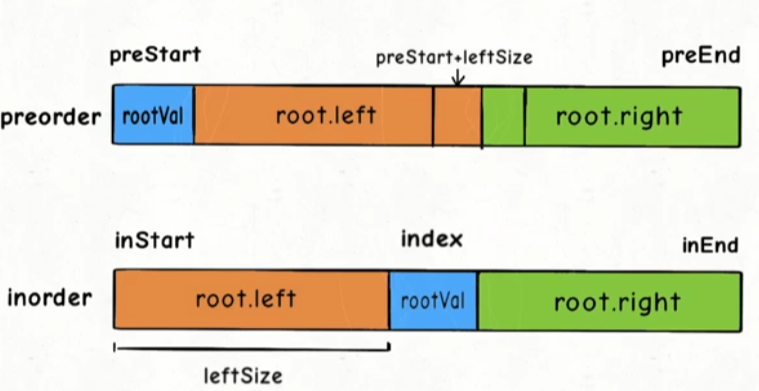 preStart
preStart+leftSize
preEnd
preorder
rootVal
root.left
root.right
inStart
index
inEnd
inorder
root.left
rootVal
root.right
leftSize